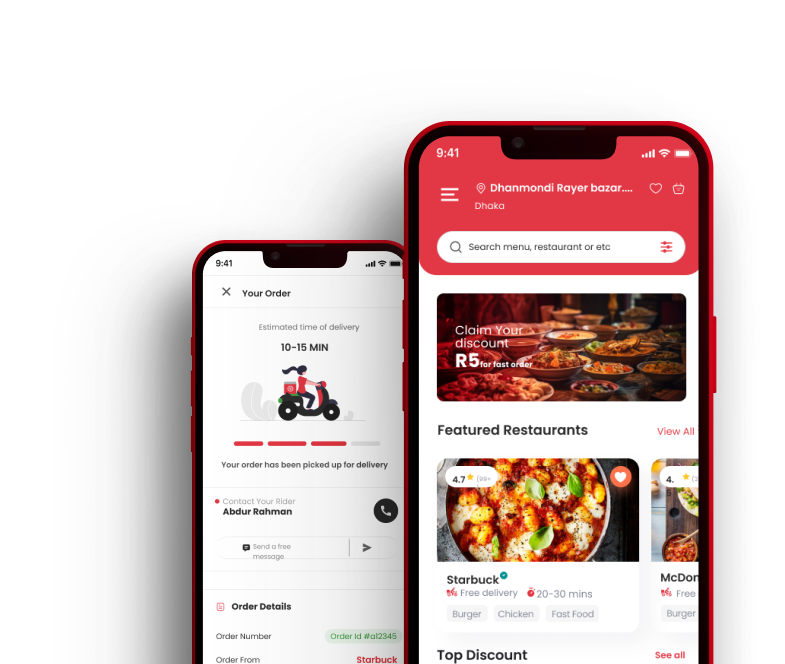 9:41
Your Order
Estimated time of delivery
10-15 MIN
Your order has been picked up for delivery
Contact Your Rider
Abdur Rahman
Send a free
message
Order Details
Order Number
Order Id #a12345
Order From
Starbuck
9:41
Dhanmondi Rayer bazar....
Dhaka
Search menu, restaurant or etc
Claim Your
discount
R5 for fast order
Featured Restaurants
View All
4.7
(99+
4.
Starbuck
Free delivery
20-30 mins
Burger
Chicken
Fast Food
McDon
Free
Burger
Top Discount
See all